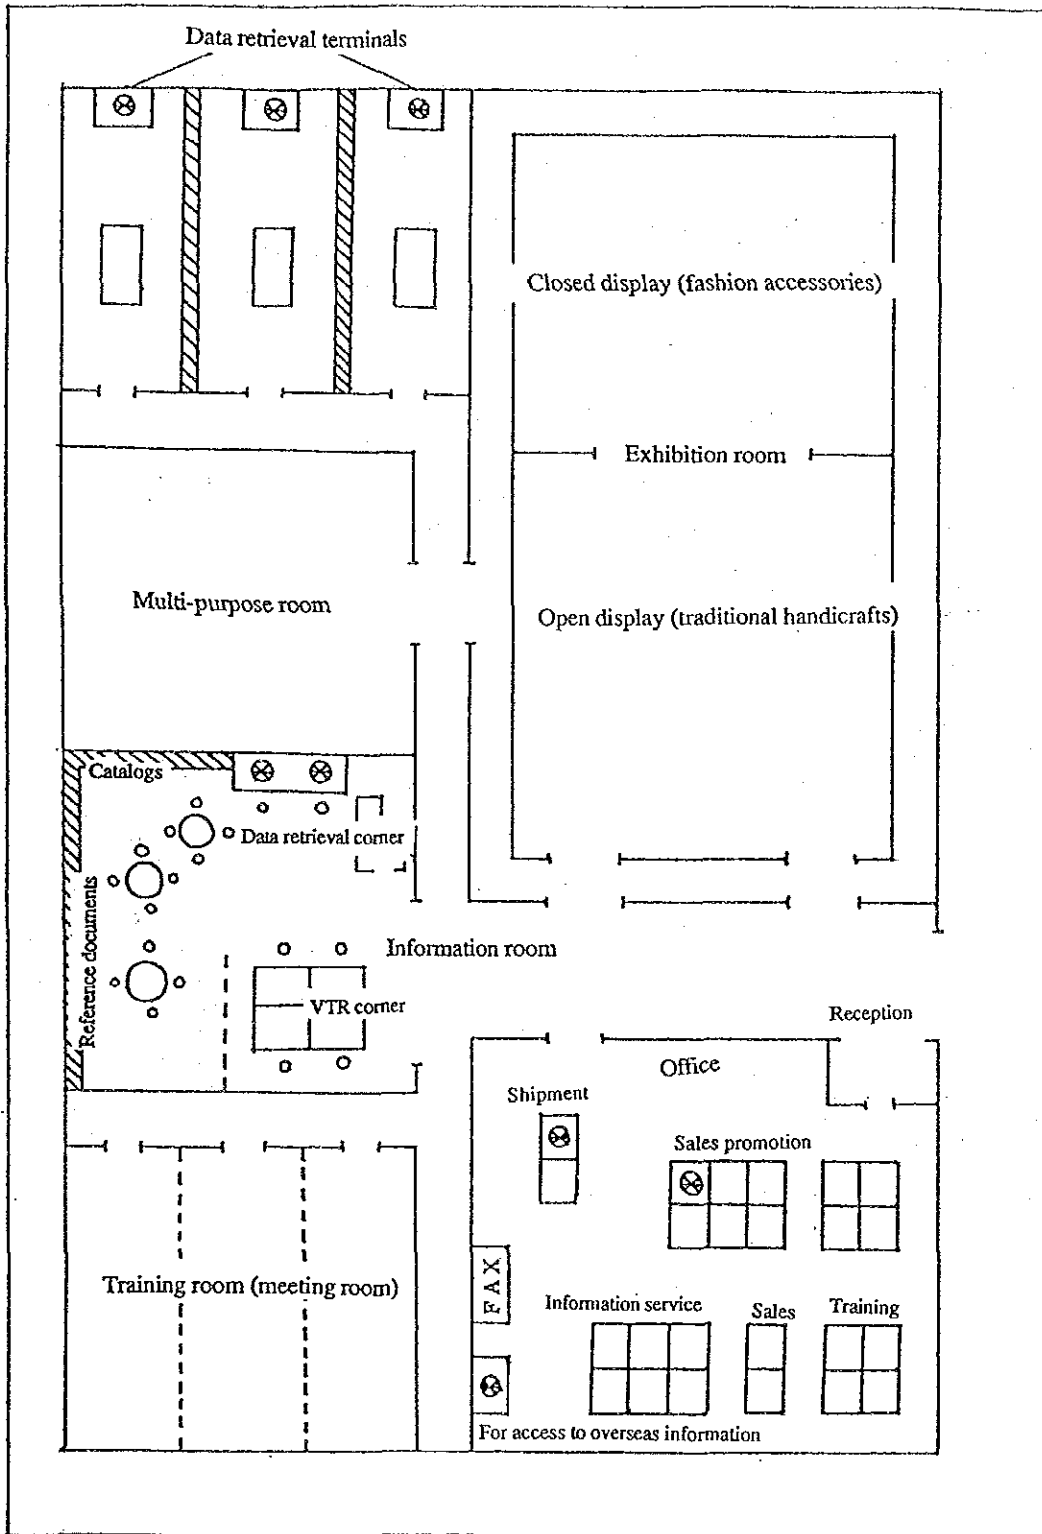 Data retrieval terminals
Closed display (fashion accessories)
Exhibition room
Multi-purpose room
Open display (traditional handicrafts)
Catalogs
Data retrieval corner
Reference documents
Information room
VTR corner
Reception
Office
Shipment
Sales promotion
FAX
Training room (meeting room)
Information service
Sales
Training
For access to overseas information